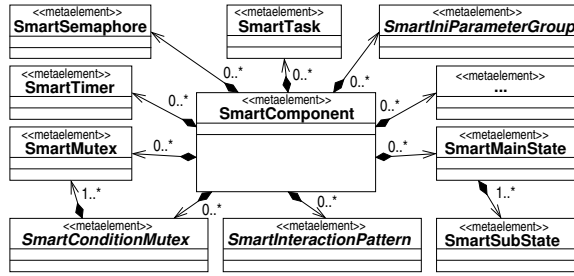 <<metaelement>>
SmartSemaphore
<<metaelement>>
SmartTask
<<metaelement>>
SmartIniParameterGroup
0..*
0..*
0..*
<<metaelement>>
SmartTimer
0..*
<<metaelement>>
SmartComponent
0..*
<<metaelement>>
...
<<metaelement>>
SmartMutex
0..*
0..*
<<metaelement>>
SmartMainState
1..*
0..*
0..*
1..*
<<metaelement>>
SmartConditionMutex
<<metaelement>>
SmartInteractionPattern
<<metaelement>>
SmartSubState